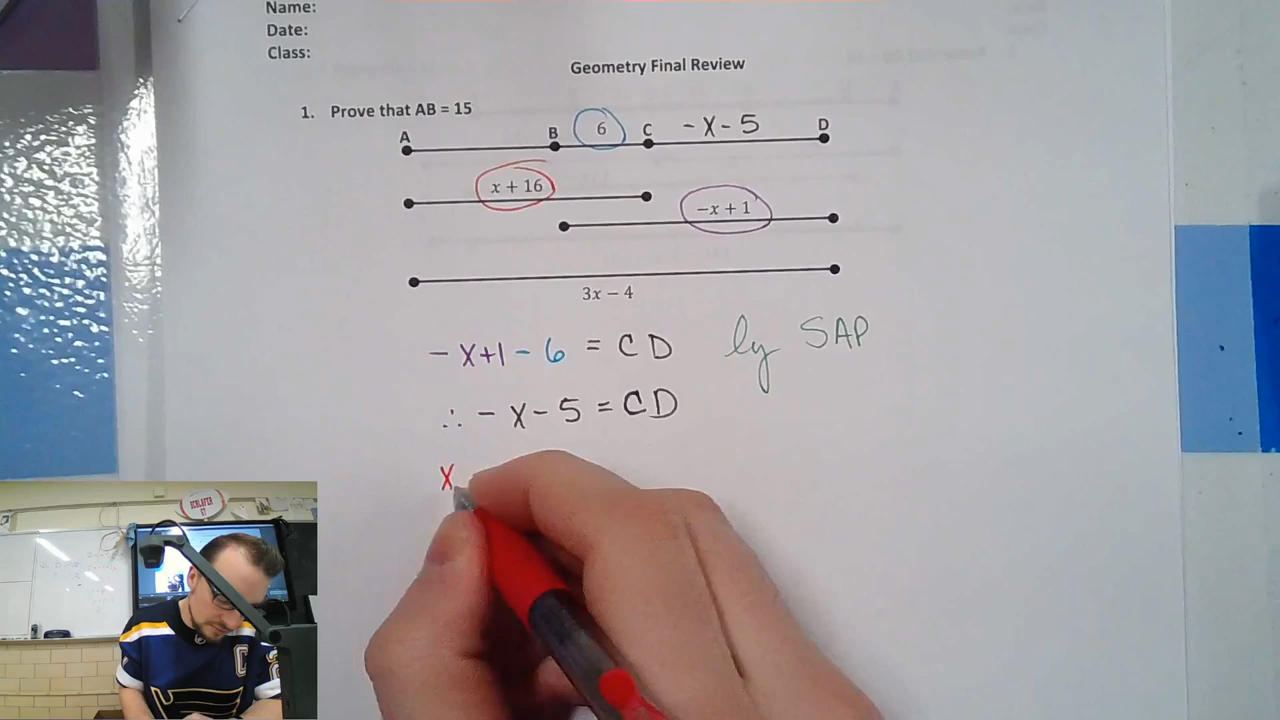 Name:
Date:
Class:
Geometry Final Review
1. Prove that AB = 15
A B 6 C -x-5 D
x + 16
−x + 1
3x − 4
-x+1-6 = CD by SAP
∴ -x-5 = CD
x
C